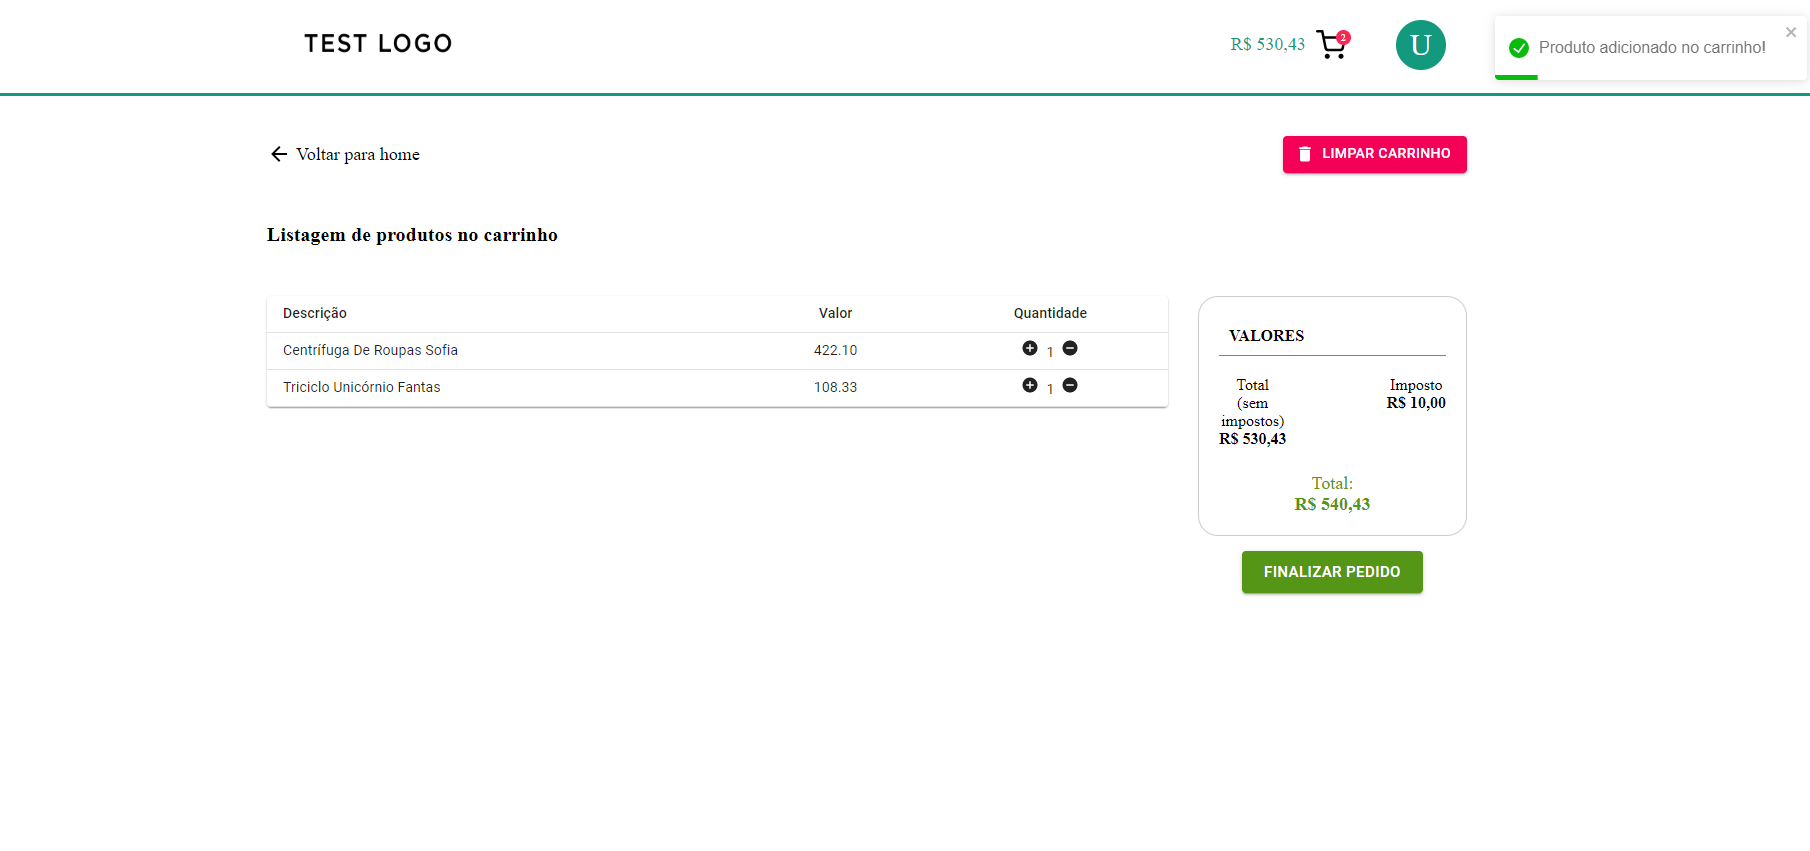 TEST LOGO
R$ 530,43
2
U
Produto adicionado no carrinho!
Voltar para home
LIMPAR CARRINHO
Listagem de produtos no carrinho
Descrição Valor Quantidade
Centrífuga De Roupas Sofia 422.10 1
Triciclo Unicórnio Fantas 108.33 1
VALORES
Total
(sem
impostos)
R$ 530,43
Imposto
R$ 10,00
Total:
R$ 540,43
FINALIZAR PEDIDO